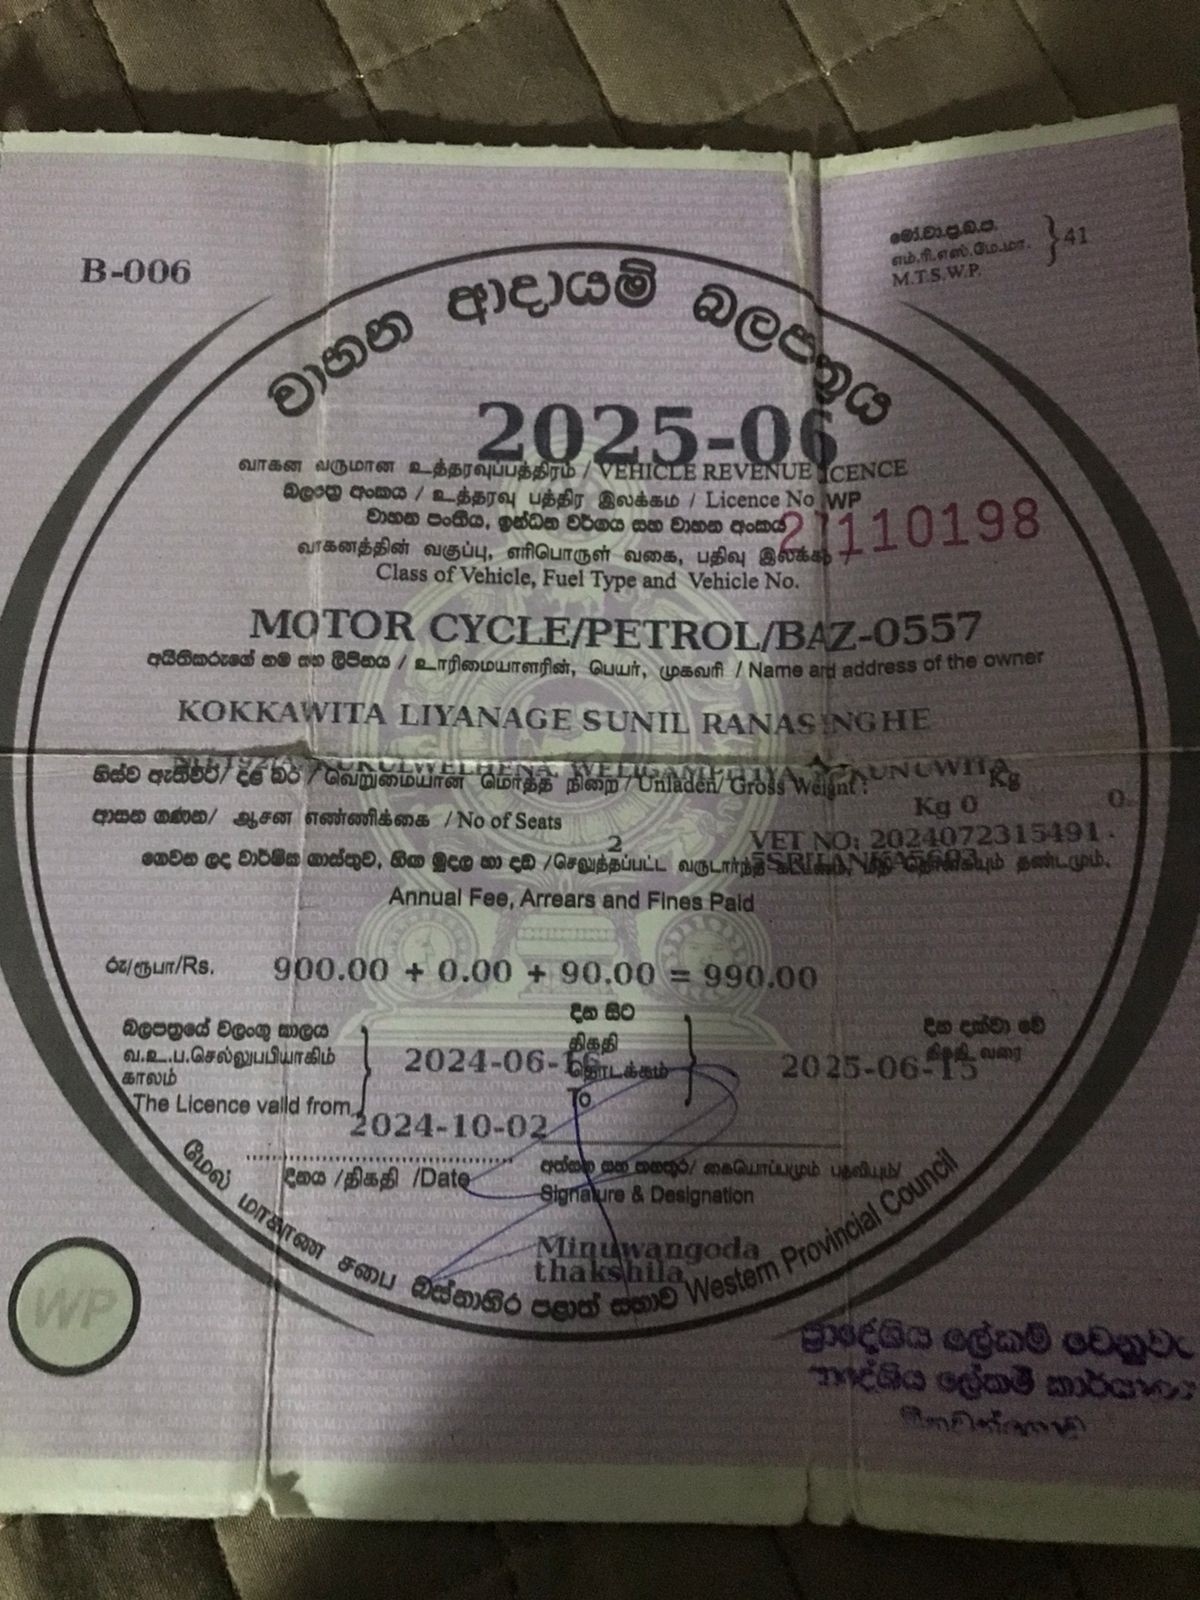 B-006
මෝ.වා.ප්‍ර.බ.ප.
எம்.ரி.எஸ்.மே.மா.
M.T.S.W.P.
41
වාහන ආදායම් බලපත්‍රය
2025-06
வாகன வருமான உத்தரவுப்பத்திரம் / VEHICLE REVENUE LICENCE
බලපත්‍ර අංකය / உத்தரவு பத்திர இலக்கம் / Licence No WP
21110198
වාහන පංතිය, ඉන්ධන වර්ගය සහ වාහන අංකය
வாகனத்தின் வகுப்பு, எரிபொருள் வகை, பதிவு இலக்கம் /
Class of Vehicle, Fuel Type and Vehicle No.
MOTOR CYCLE/PETROL/BAZ-0557
අයිතිකරුගේ නම සහ ලිපිනය / உரிமையாளரின், பெயர், முகவரி / Name and address of the owner
KOKKAWITA LIYANAGE SUNIL RANASINGHE
හිස්ව ඇතිවිට/ දළ බර / வெறுமையான மொத்த நிறை / Unladen/ Gross Weight :
Kg
Kg 0
0
ආසන ගණන/ ஆசன எண்ணிக்கை / No of Seats
2
VET NO: 2024072315491
ගෙවන ලද වාර්ෂික ගාස්තුව, හිඟ මුදල හා දඩ /செலுத்தப்பட்ட வருடார்ந்த தண்டமும்.
Annual Fee, Arrears and Fines Paid
රු/ரூபா/Rs.
900.00 + 0.00 + 90.00 = 990.00
බලපත්‍රයේ වලංගු කාලය
வ.உ.ப.செல்லுபடியாகும்
காலம்
The Licence valid from
2024-06-16
දින සිට
திகதி
தொடக்கம்
To
2025-06-15
දින දක්වා වේ
திகதி வரை
2024-10-02
දිනය /திகதி /Date
අත්සන සහ තනතුර/ கையொப்பமும் பதவியும்/
Signature & Designation
Minuwangoda
thakshila
மேல் மாகாண சபை බස්නාහිර පළාත් සභාව Western Provincial Council
WP
ප්‍රාදේශීය ලේකම් වෙනුවට
ප්‍රාදේශීය ලේකම් කාර්යාලය